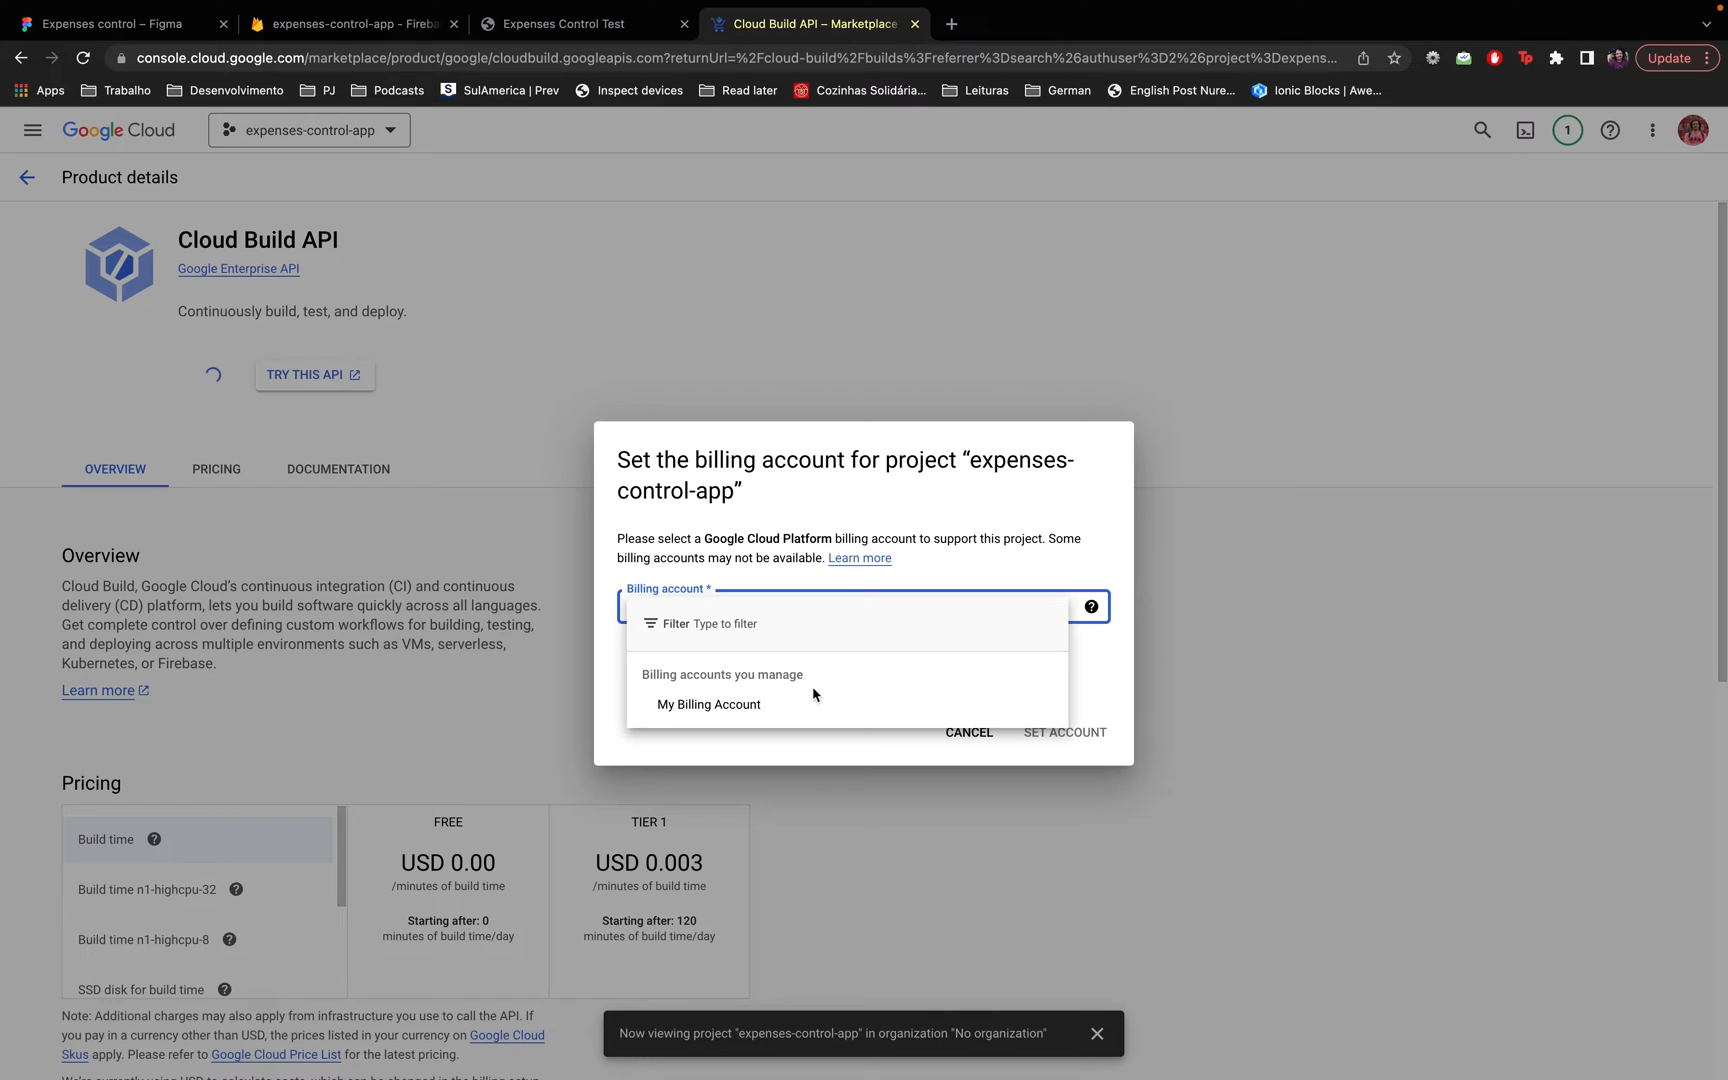 Expenses control – Figma
expenses-control-app - Fireba
Expenses Control Test
Cloud Build API – Marketplace
console.cloud.google.com/marketplace/product/google/cloudbuild.googleapis.com?returnUrl=%2Fcloud-build%2Fbuilds%3Freferrer%3Dsearch%26authuser%3D2%26project%3Dexpens...
Update
Apps
Trabalho
Desenvolvimento
PJ
Podcasts
SulAmerica | Prev
Inspect devices
Read later
Cozinhas Solidária...
Leituras
German
English Post Nure...
Ionic Blocks | Awe...
Google Cloud
expenses-control-app
1
Product details
Cloud Build API
Google Enterprise API
Continuously build, test, and deploy.
TRY THIS API
OVERVIEW
PRICING
DOCUMENTATION
Set the billing account for project “expenses-
control-app”
Please select a Google Cloud Platform billing account to support this project. Some
billing accounts may not be available. Learn more
Billing account *
Filter Type to filter
Billing accounts you manage
My Billing Account
CANCEL
SET ACCOUNT
Overview
Cloud Build, Google Cloud’s continuous integration (CI) and continuous
delivery (CD) platform, lets you build software quickly across all languages.
Get complete control over defining custom workflows for building, testing,
and deploying across multiple environments such as VMs, serverless,
Kubernetes, or Firebase.
Learn more
Pricing
Build time
Build time n1-highcpu-32
Build time n1-highcpu-8
SSD disk for build time
FREE
USD 0.00
/minutes of build time
Starting after: 0
minutes of build time/day
TIER 1
USD 0.003
/minutes of build time
Starting after: 120
minutes of build time/day
Note: Additional charges may also apply from infrastructure you use to call the API. If
you pay in a currency other than USD, the prices listed in your currency on Google Cloud
Skus apply. Please refer to Google Cloud Price List for the latest pricing.
Now viewing project "expenses-control-app" in organization "No organization"